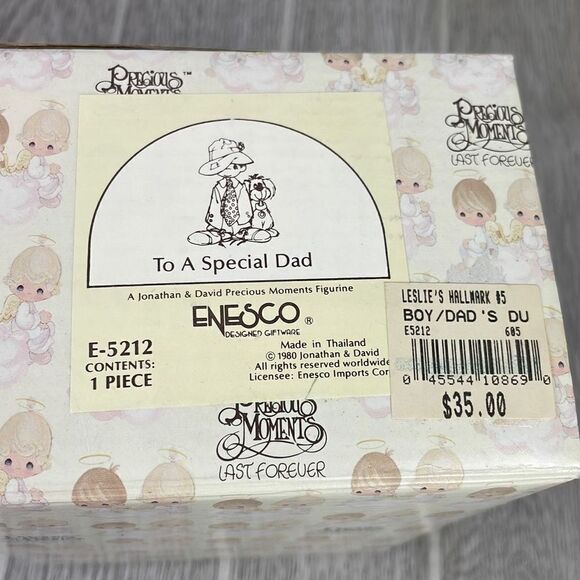 PRECIOUS™
MOMENTS
PRECIOUS
MOMENTS
LAST FOREVER
To A Special Dad
A Jonathan & David Precious Moments Figurine
ENESCO®
DESIGNED GIFTWARE
E-5212
CONTENTS:
1 PIECE
Made in Thailand
© 1980 Jonathan & David
All rights reserved worldwide
Licensee: Enesco Imports Cor
LESLIE'S HALLMARK #5
BOY/DAD'S DU
E5212 605
0 45544 10869 0
$35.00
PRECIOUS
MOMENTS
LAST FOREVER